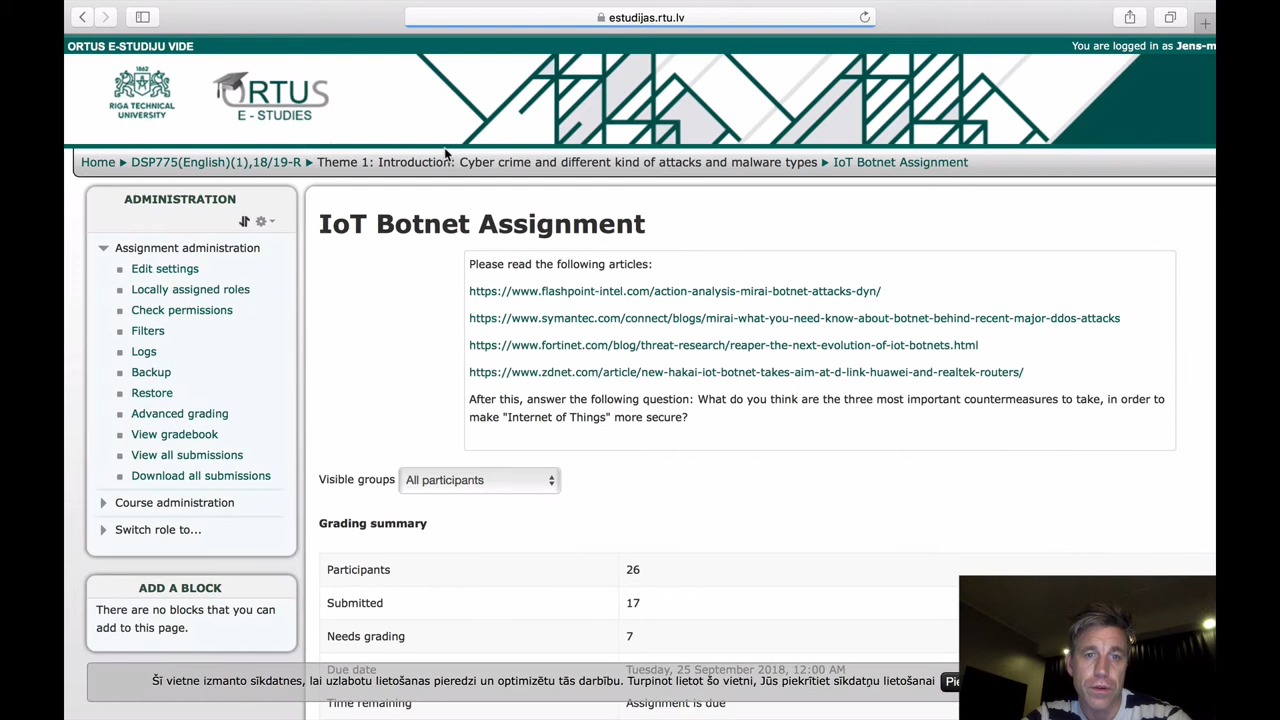 estudijas.rtu.lv
ORTUS E-STUDIJU VIDE
You are logged in as Jens-m
1862
RIGA TECHNICAL
UNIVERSITY
ORTUS
E - STUDIES
Home ▶ DSP775(English)(1),18/19-R ▶ Theme 1: Introduction: Cyber crime and different kind of attacks and malware types ▶ IoT Botnet Assignment
ADMINISTRATION
Assignment administration
Edit settings
Locally assigned roles
Check permissions
Filters
Logs
Backup
Restore
Advanced grading
View gradebook
View all submissions
Download all submissions
Course administration
Switch role to...
ADD A BLOCK
There are no blocks that you can
add to this page.
IoT Botnet Assignment
Please read the following articles:
https://www.flashpoint-intel.com/action-analysis-mirai-botnet-attacks-dyn/
https://www.symantec.com/connect/blogs/mirai-what-you-need-know-about-botnet-behind-recent-major-ddos-attacks
https://www.fortinet.com/blog/threat-research/reaper-the-next-evolution-of-iot-botnets.html
https://www.zdnet.com/article/new-hakai-iot-botnet-takes-aim-at-d-link-huawei-and-realtek-routers/
After this, answer the following question: What do you think are the three most important countermeasures to take, in order to
make "Internet of Things" more secure?
Visible groups All participants
Grading summary
Participants 26
Submitted 17
Needs grading 7
Due date Tuesday, 25 September 2018, 12:00 AM
Šī vietne izmanto sīkdatnes, lai uzlabotu lietošanas pieredzi un optimizētu tās darbību. Turpinot lietot šo vietni, Jūs piekrītiet sīkdatņu lietošanai Pie
Time remaining Assignment is due